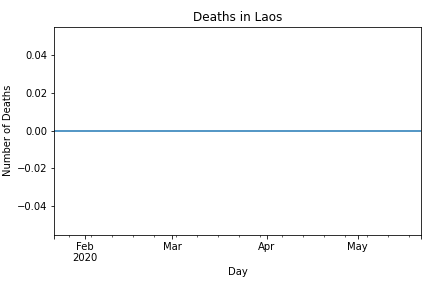 Deaths in Laos
Number of Deaths
0.04
0.02
0.00
−0.02
−0.04
Feb
2020
Mar
Apr
May
Day